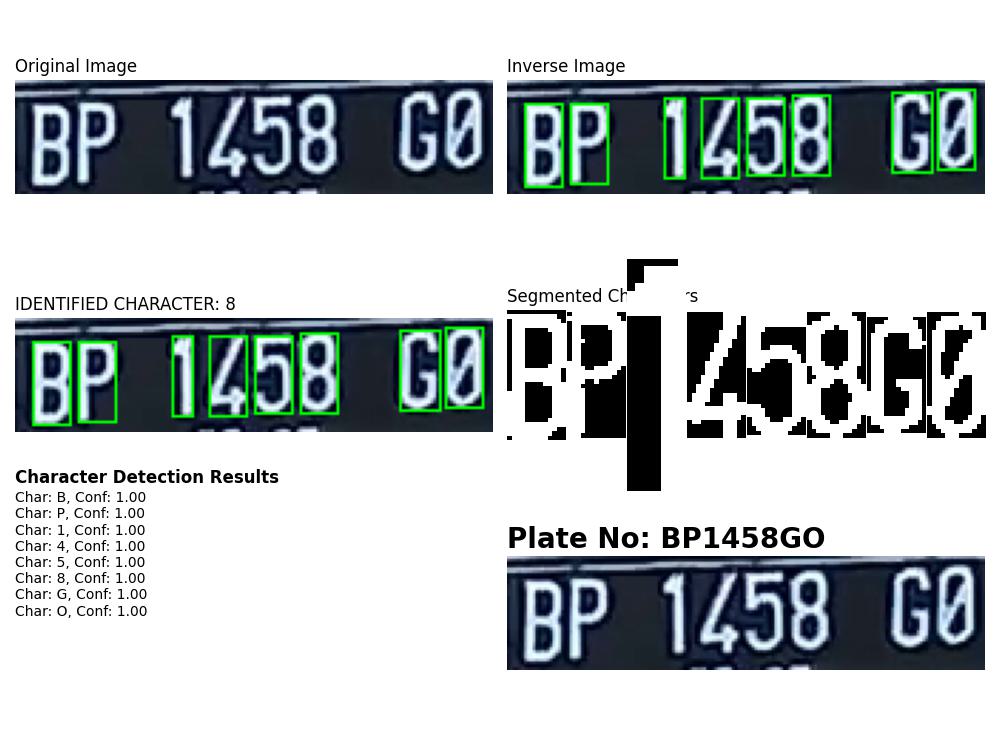 Original Image
BP 1458 G0
Inverse Image
BP 1458 G0
IDENTIFIED CHARACTER: 8
BP 1458 G0
Segmented Ch rs
BP1458G0
Character Detection Results
Char: B, Conf: 1.00
Char: P, Conf: 1.00
Char: 1, Conf: 1.00
Char: 4, Conf: 1.00
Char: 5, Conf: 1.00
Char: 8, Conf: 1.00
Char: G, Conf: 1.00
Char: O, Conf: 1.00
Plate No: BP1458GO
BP 1458 G0